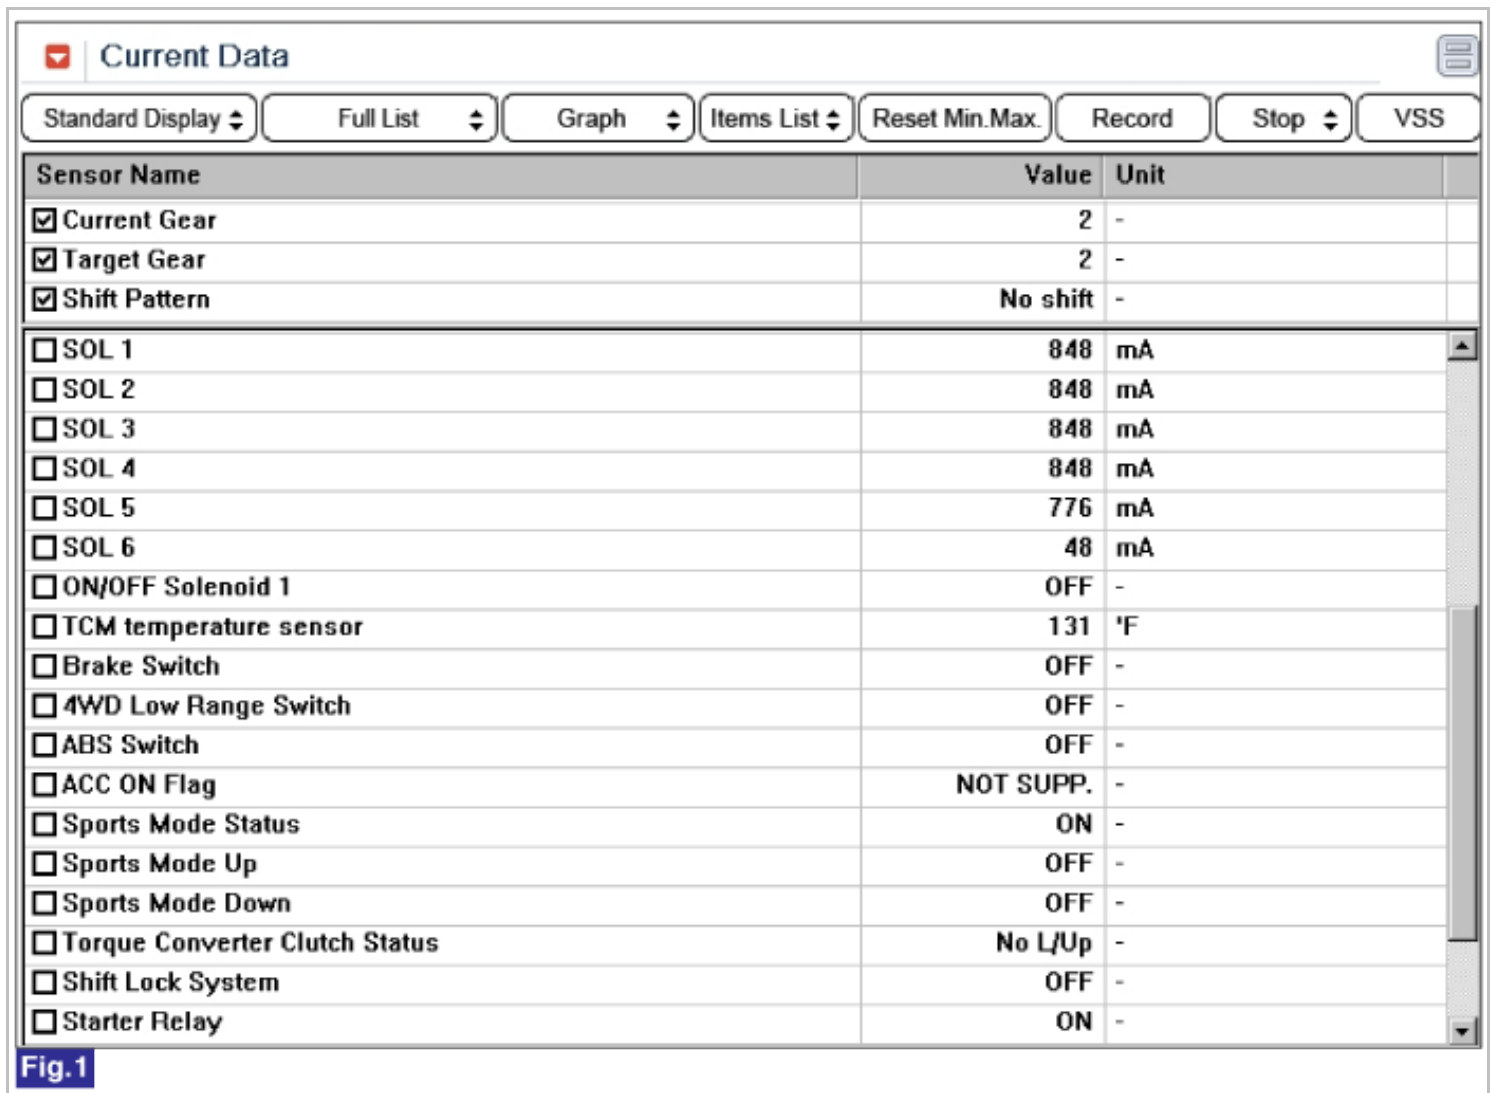 Current Data
Standard Display Full List Graph Items List Reset Min.Max. Record Stop VSS
Sensor Name Value Unit
Current Gear 2 -
Target Gear 2 -
Shift Pattern No shift -
SOL 1 848 mA
SOL 2 848 mA
SOL 3 848 mA
SOL 4 848 mA
SOL 5 776 mA
SOL 6 48 mA
ON/OFF Solenoid 1 OFF -
TCM temperature sensor 131 'F
Brake Switch OFF -
4WD Low Range Switch OFF -
ABS Switch OFF -
ACC ON Flag NOT SUPP. -
Sports Mode Status ON -
Sports Mode Up OFF -
Sports Mode Down OFF -
Torque Converter Clutch Status No L/Up -
Shift Lock System OFF -
Starter Relay ON -
Fig.1